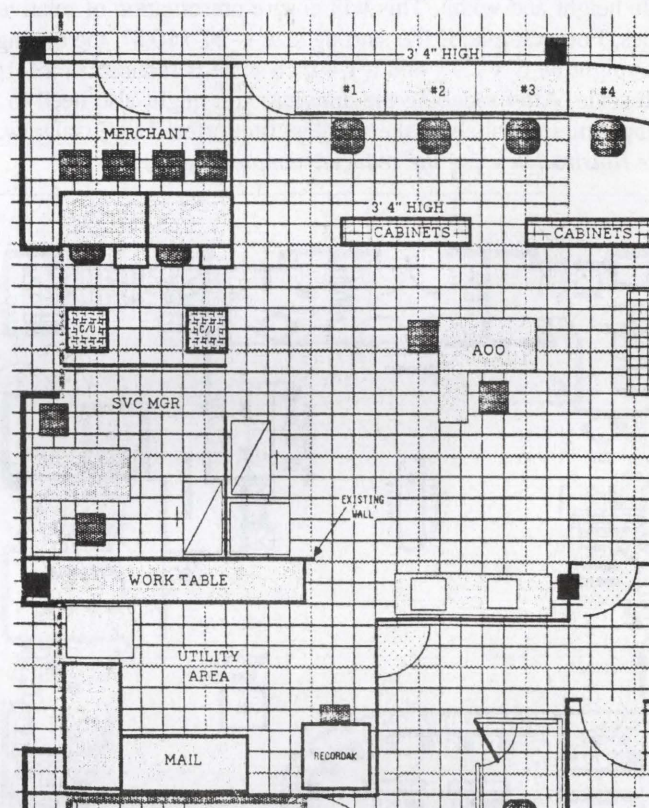 3' 4" HIGH
#1
#2
#3
#4
MERCHANT
3' 4" HIGH
CABINETS
CABINETS
C/U
C/U
AOO
SVC MGR
EXISTING
WALL
WORK TABLE
UTILITY
AREA
MAIL
RECORDAK